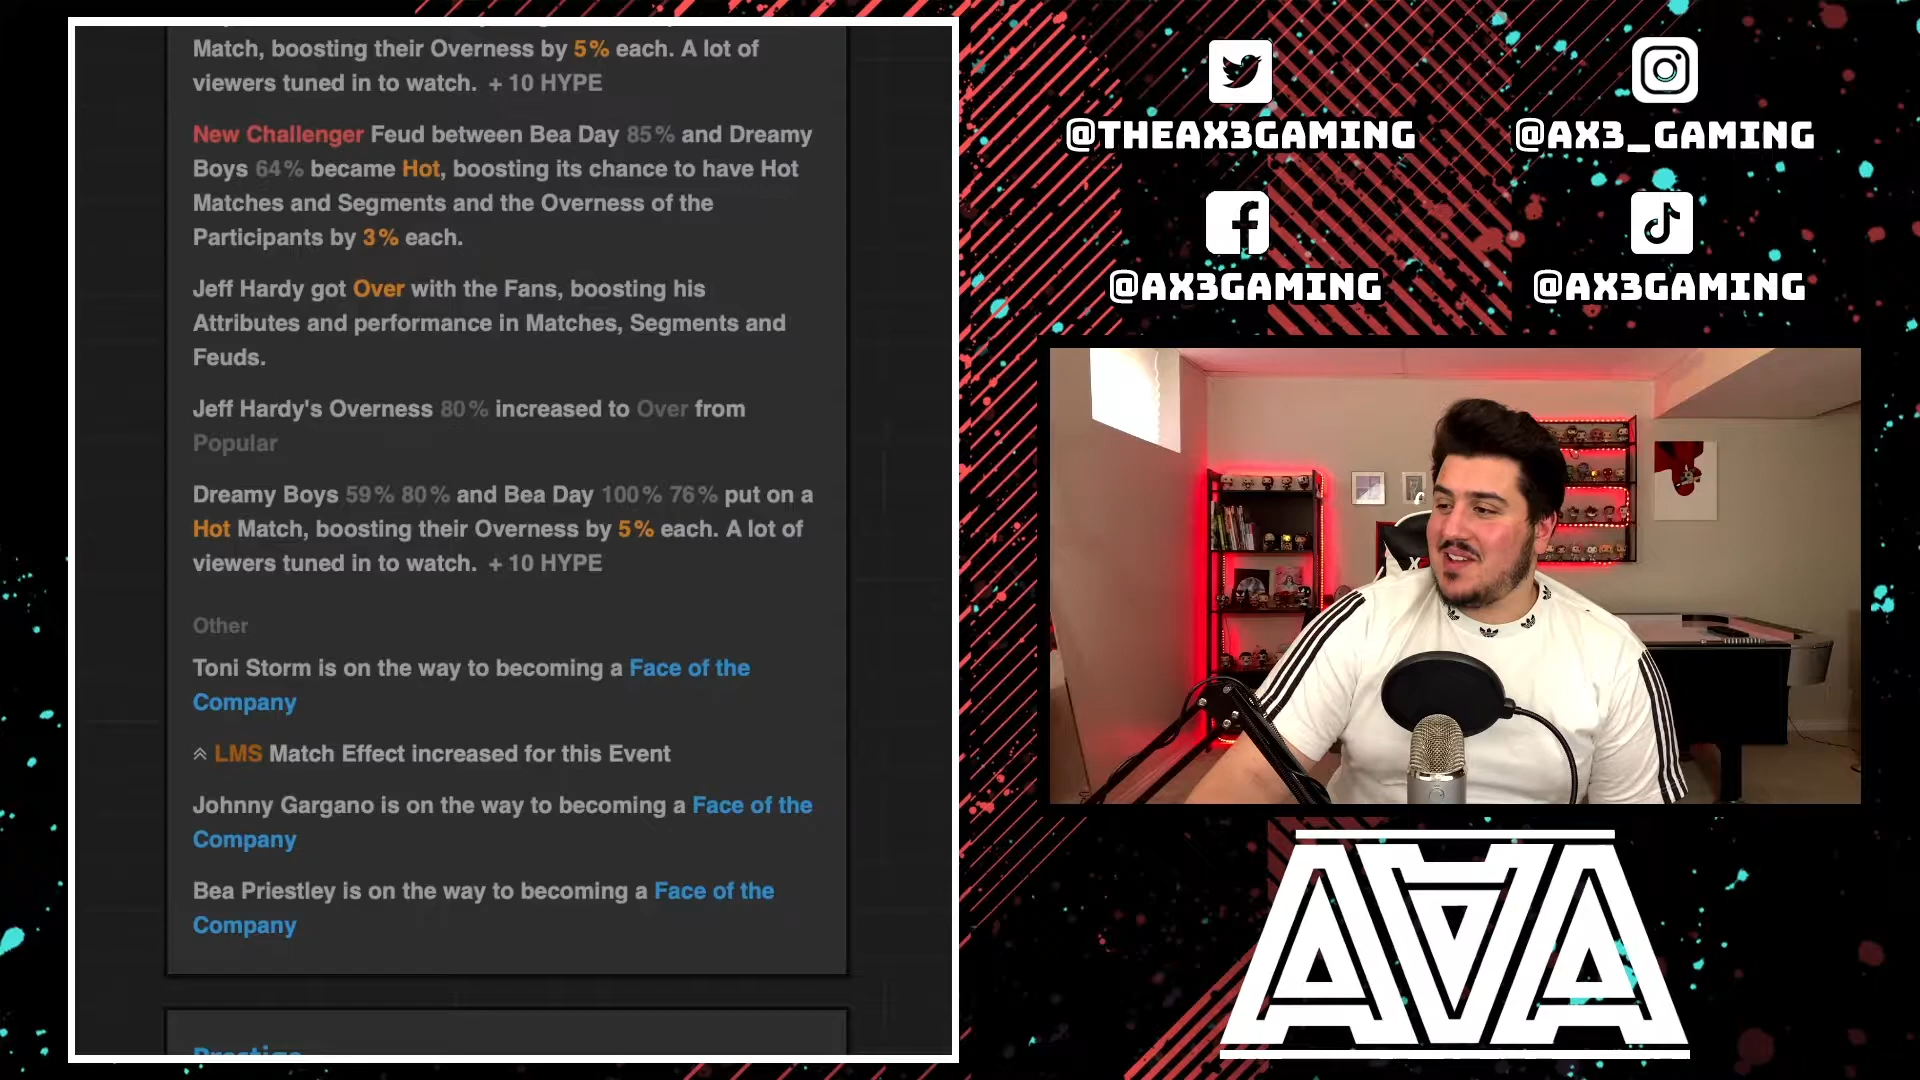 Match, boosting their Overness by 5% each. A lot of
viewers tuned in to watch. + 10 HYPE
New Challenger Feud between Bea Day 85% and Dreamy
Boys 64% became Hot, boosting its chance to have Hot
Matches and Segments and the Overness of the
Participants by 3% each.
Jeff Hardy got Over with the Fans, boosting his
Attributes and performance in Matches, Segments and
Feuds.
Jeff Hardy's Overness 80% increased to Over from
Popular
Dreamy Boys 59% 80% and Bea Day 100% 76% put on a
Hot Match, boosting their Overness by 5% each. A lot of
viewers tuned in to watch. + 10 HYPE
Other
Toni Storm is on the way to becoming a Face of the
Company
LMS Match Effect increased for this Event
Johnny Gargano is on the way to becoming a Face of the
Company
Bea Priestley is on the way to becoming a Face of the
Company
@THEAX3GAMING
@AX3_GAMING
@AX3GAMING
@AX3GAMING